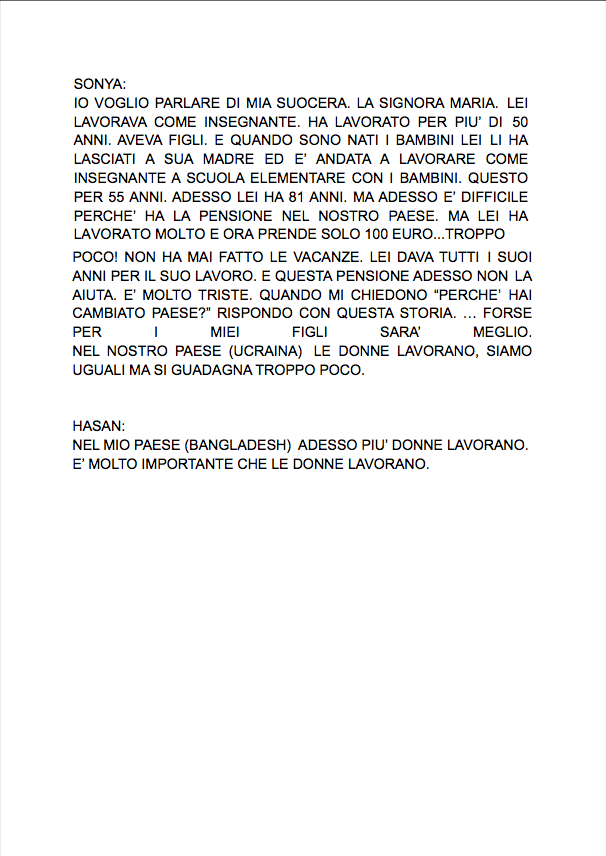 SONYA:
IO VOGLIO PARLARE DI MIA SUOCERA. LA SIGNORA MARIA. LEI
LAVORAVA COME INSEGNANTE. HA LAVORATO PER PIU’ DI 50
ANNI. AVEVA FIGLI. E QUANDO SONO NATI I BAMBINI LEI LI HA
LASCIATI A SUA MADRE ED E’ ANDATA A LAVORARE COME
INSEGNANTE A SCUOLA ELEMENTARE CON I BAMBINI. QUESTO
PER 55 ANNI. ADESSO LEI HA 81 ANNI. MA ADESSO E’ DIFFICILE
PERCHE’ HA LA PENSIONE NEL NOSTRO PAESE. MA LEI HA
LAVORATO MOLTO E ORA PRENDE SOLO 100 EURO...TROPPO
POCO! NON HA MAI FATTO LE VACANZE. LEI DAVA TUTTI I SUOI
ANNI PER IL SUO LAVORO. E QUESTA PENSIONE ADESSO NON LA
AIUTA. E’ MOLTO TRISTE. QUANDO MI CHIEDONO “PERCHE’ HAI
CAMBIATO PAESE?” RISPONDO CON QUESTA STORIA. … FORSE
PER I MIEI FIGLI SARA’ MEGLIO.
NEL NOSTRO PAESE (UCRAINA) LE DONNE LAVORANO, SIAMO
UGUALI MA SI GUADAGNA TROPPO POCO.
HASAN:
NEL MIO PAESE (BANGLADESH) ADESSO PIU’ DONNE LAVORANO.
E’ MOLTO IMPORTANTE CHE LE DONNE LAVORANO.